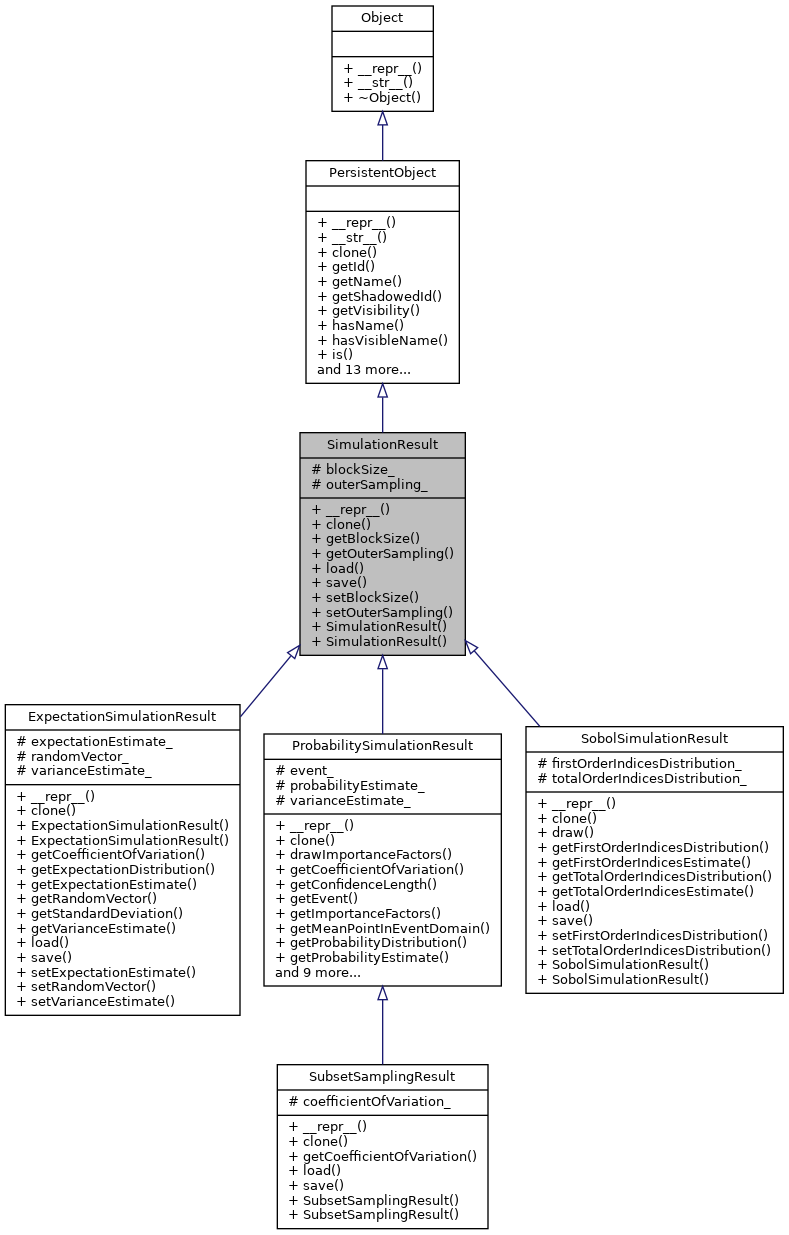 Object
+ __repr__()
+ __str__()
+ ~Object()
PersistentObject
+ __repr__()
+ __str__()
+ clone()
+ getId()
+ getName()
+ getShadowedId()
+ getVisibility()
+ hasName()
+ hasVisibleName()
+ is()
and 13 more...
SimulationResult
# blockSize_
# outerSampling_
+ __repr__()
+ clone()
+ getBlockSize()
+ getOuterSampling()
+ load()
+ save()
+ setBlockSize()
+ setOuterSampling()
+ SimulationResult()
+ SimulationResult()
ExpectationSimulationResult
# expectationEstimate_
# randomVector_
# varianceEstimate_
+ __repr__()
+ clone()
+ ExpectationSimulationResult()
+ ExpectationSimulationResult()
+ getCoefficientOfVariation()
+ getExpectationDistribution()
+ getExpectationEstimate()
+ getRandomVector()
+ getStandardDeviation()
+ getVarianceEstimate()
+ load()
+ save()
+ setExpectationEstimate()
+ setRandomVector()
+ setVarianceEstimate()
ProbabilitySimulationResult
# event_
# probabilityEstimate_
# varianceEstimate_
+ __repr__()
+ clone()
+ drawImportanceFactors()
+ getCoefficientOfVariation()
+ getConfidenceLength()
+ getEvent()
+ getImportanceFactors()
+ getMeanPointInEventDomain()
+ getProbabilityDistribution()
+ getProbabilityEstimate()
and 9 more...
SobolSimulationResult
# firstOrderIndicesDistribution_
# totalOrderIndicesDistribution_
+ __repr__()
+ clone()
+ draw()
+ getFirstOrderIndicesDistribution()
+ getFirstOrderIndicesEstimate()
+ getTotalOrderIndicesDistribution()
+ getTotalOrderIndicesEstimate()
+ load()
+ save()
+ setFirstOrderIndicesDistribution()
+ setTotalOrderIndicesDistribution()
+ SobolSimulationResult()
+ SobolSimulationResult()
SubsetSamplingResult
# coefficientOfVariation_
+ __repr__()
+ clone()
+ getCoefficientOfVariation()
+ load()
+ save()
+ SubsetSamplingResult()
+ SubsetSamplingResult()